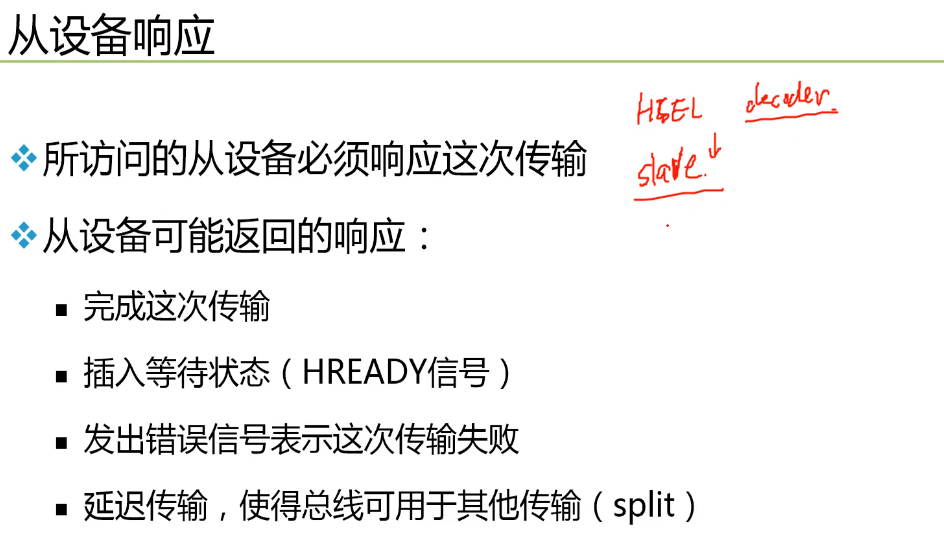 从设备响应
HSEL decoder
所访问的从设备必须响应这次传输
slave
从设备可能返回的响应：
完成这次传输
插入等待状态（HREADY信号）
发出错误信号表示这次传输失败
延迟传输，使得总线可用于其他传输（split）